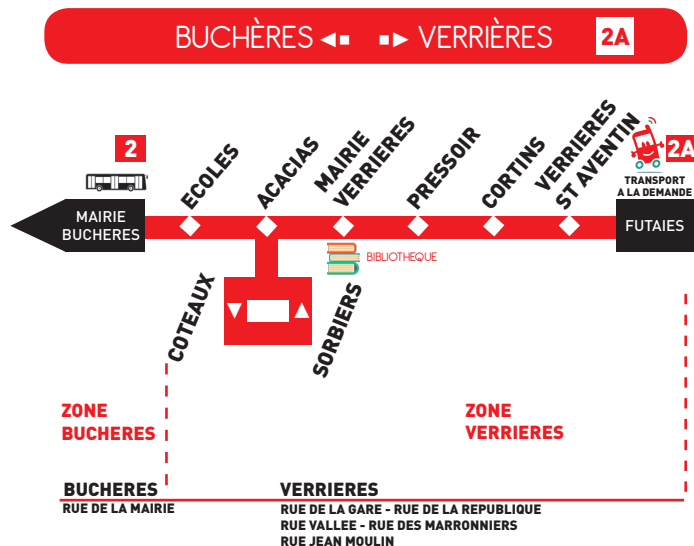 BUCHÈRES VERRIÈRES 2A
2
ECOLES
ACACIAS
MAIRIE
VERRIERES
PRESSOIR
CORTINS
VERRIERES
ST AVENTIN
2A
TRANSPORT
A LA DEMANDE
MAIRIE
BUCHERES
FUTAIES
BIBLIOTHEQUE
COTEAUX
SORBIERS
ZONE
BUCHERES
ZONE
VERRIERES
BUCHERES
RUE DE LA MAIRIE
VERRIERES
RUE DE LA GARE - RUE DE LA REPUBLIQUE
RUE VALLEE - RUE DES MARRONNIERS
RUE JEAN MOULIN